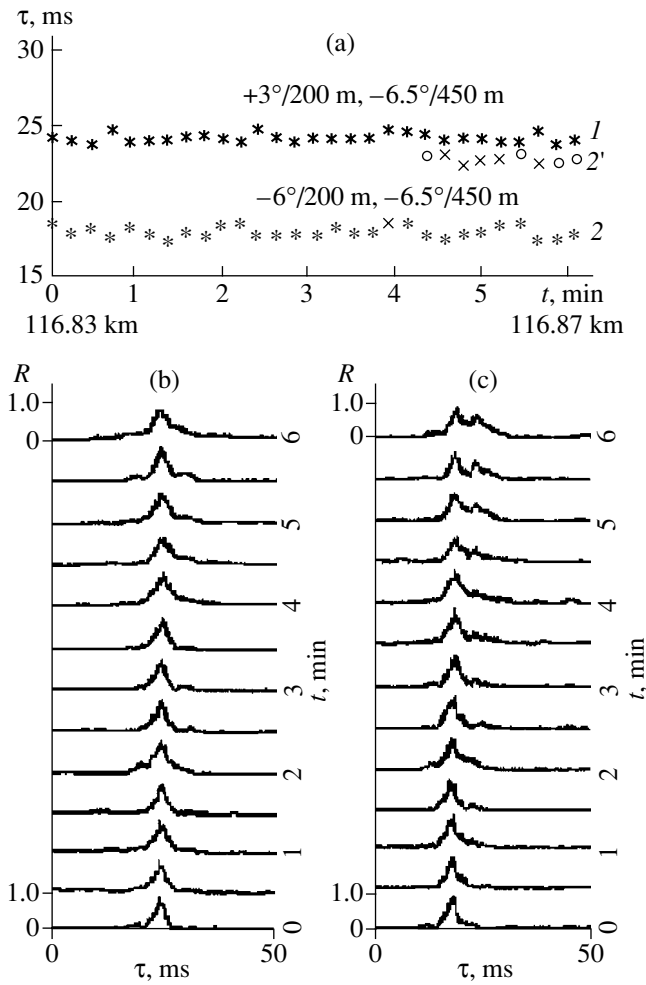 τ, ms
(a)
30
+3°/200 m, –6.5°/450 m
25
1
2'
20
–6°/200 m, –6.5°/450 m
2
15
0 1 2 3 4 5 t, min
116.83 km 116.87 km
R (b) R (c)
1.0 1.0
0 6 0 6
5 5
4 4
3 3
t, min t, min
2 2
1 1
1.0 1.0
0 0 0 0
0 50 0 50
τ, ms τ, ms